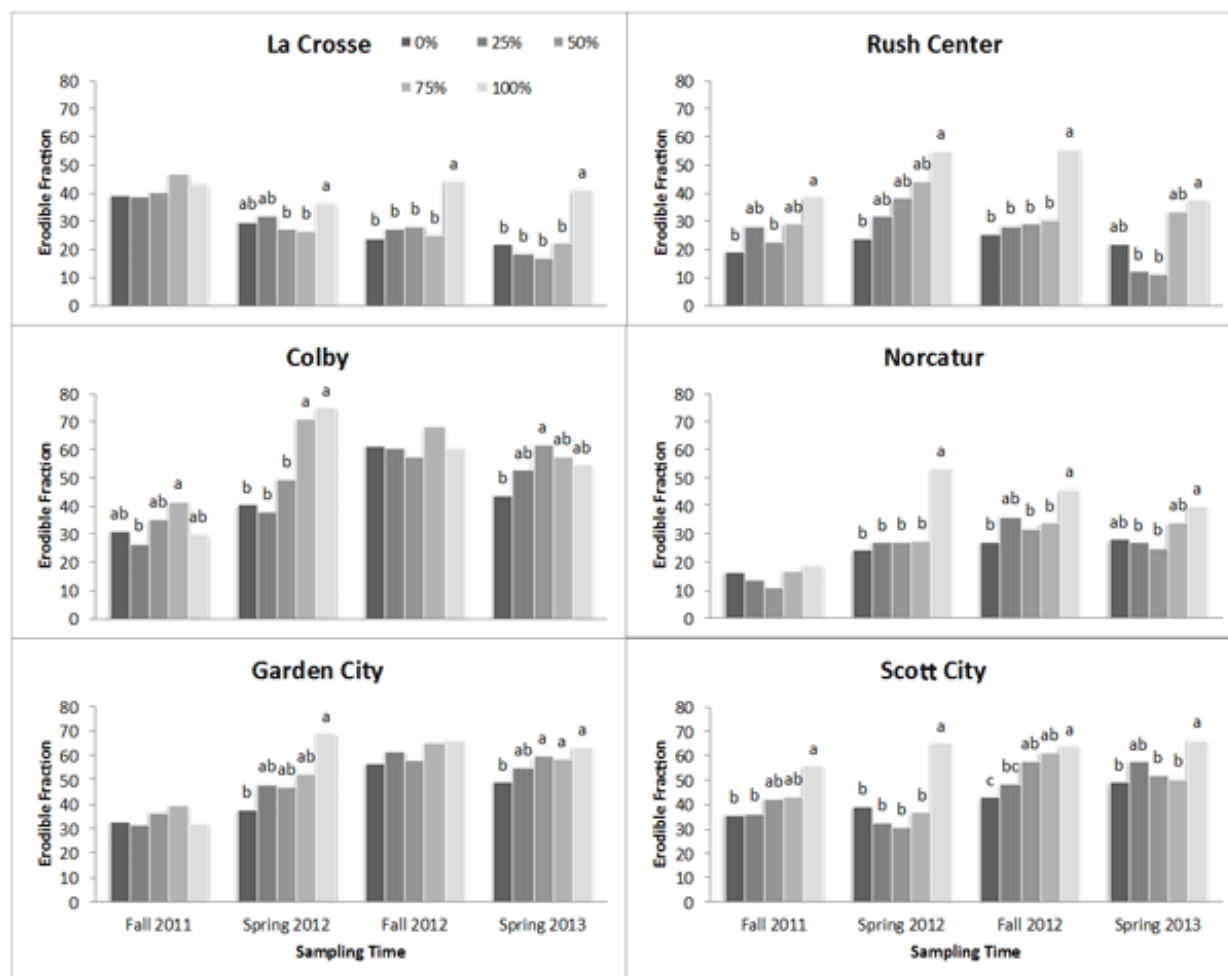 La Crosse
■ 0% ■ 25% ■ 50%
■ 75% ■ 100%
80
70
60
50
40
30
20
10
0
Erodible Fraction
ab ab b b a
b b b b a
b b b b a
Rush Center
80
70
60
50
40
30
20
10
0
Erodible Fraction
b ab b ab a
b ab ab ab a
b b b b a
ab b b ab a
Colby
80
70
60
50
40
30
20
10
0
Erodible Fraction
ab b ab a ab
b b b a a
b ab a ab ab
Norcatur
80
70
60
50
40
30
20
10
0
Erodible Fraction
b b b b a
b ab b b a
ab b b ab a
Garden City
80
70
60
50
40
30
20
10
0
Erodible Fraction
b ab ab ab a
b ab a a a
Fall 2011 Spring 2012 Fall 2012 Spring 2013
Sampling Time
Scott City
80
70
60
50
40
30
20
10
0
Erodible Fraction
b b ab ab a
b b b b a
c bc ab ab a
b ab b b a
Fall 2011 Spring 2012 Fall 2012 Spring 2013
Sampling Time